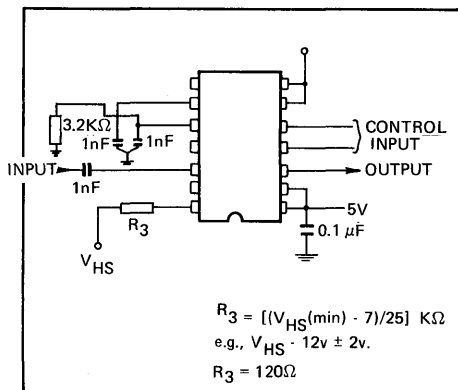 3.2KΩ
1nF
1nF
CONTROL
INPUT
INPUT
OUTPUT
1nF
5V
R3
0.1 µF
VHS
R3 = [(VHS(min) - 7)/25] KΩ
e.g., VHS - 12v ± 2v.
R3 = 120Ω